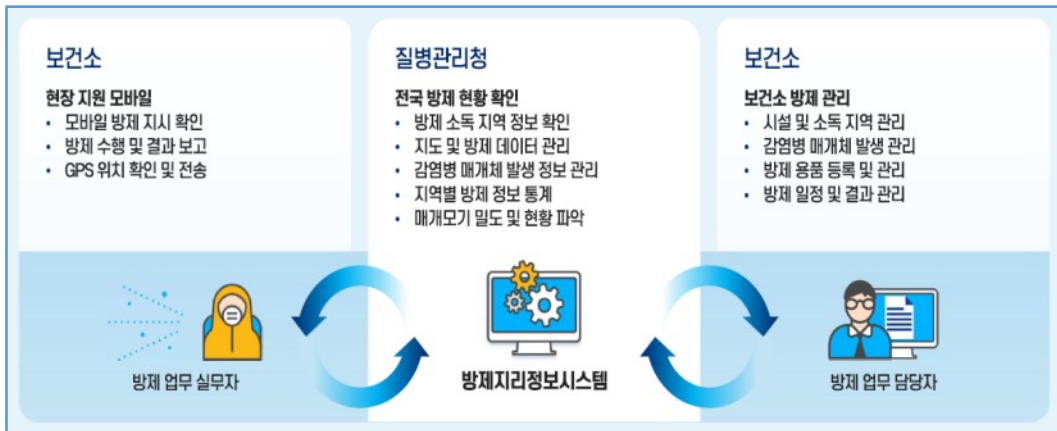 보건소
현장 지원 모바일
• 모바일 방제 지시 확인
• 방제 수행 및 결과 보고
• GPS 위치 확인 및 전송
방제 업무 실무자
질병관리청
전국 방제 현황 확인
• 방제 소독 지역 정보 확인
• 지도 및 방제 데이터 관리
• 감염병 매개체 발생 정보 관리
• 지역별 방제 정보 통계
• 매개모기 밀도 및 현황 파악
방제지리정보시스템
보건소
보건소 방제 관리
• 시설 및 소독 지역 관리
• 감염병 매개체 발생 관리
• 방제 용품 등록 및 관리
• 방제 일정 및 결과 관리
방제 업무 담당자